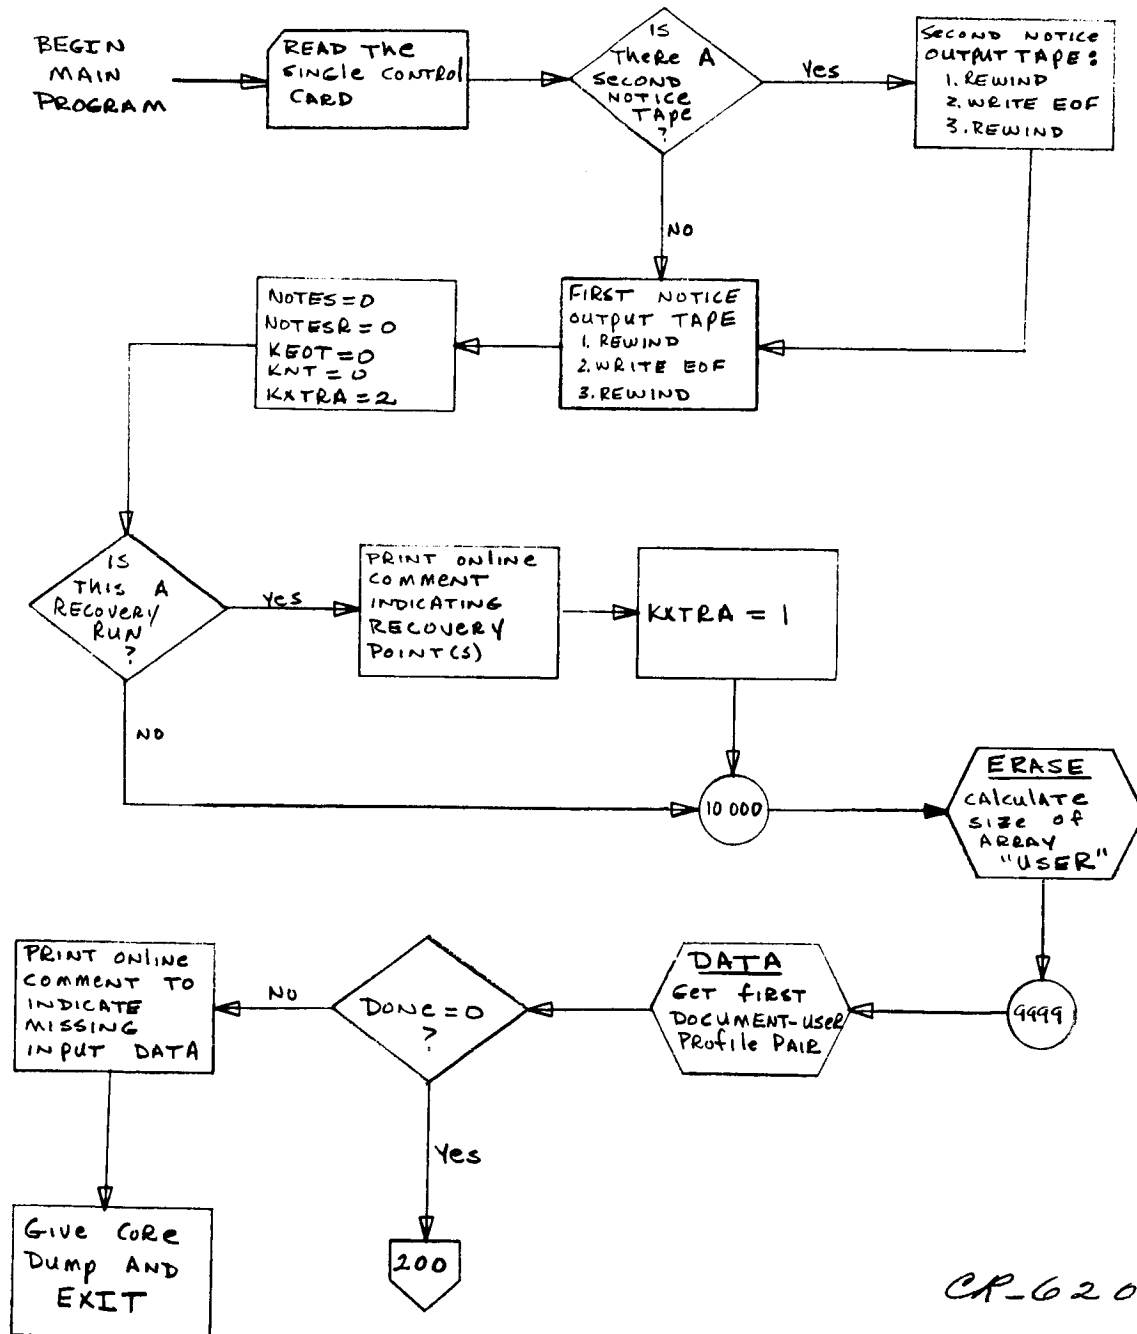 BEGIN
MAIN
PROGRAM
READ The
SINGLE CONTROL
CARD
IS
THERE A
SECOND
NOTICE
TAPE
?
Yes
SECOND NOTICE
OUTPUT TAPE:
1. REWIND
2. WRITE EOF
3. REWIND
NO
FIRST NOTICE
OUTPUT TAPE
1. REWIND
2. WRITE EOF
3. REWIND
NOTES=0
NOTESR=0
KEOT=0
KNT=0
KXTRA=2
IS
THIS A
RECOVERY
RUN
?
Yes
PRINT ONLINE
COMMENT
INDICATING
RECOVERY
POINT(S)
KXTRA = 1
NO
10 000
ERASE
CALCULATE
SIZE OF
ARRAY
"USER"
9999
DATA
GET FIRST
DOCUMENT-USER
PROFILE PAIR
DONE=0
?
NO
PRINT ONLINE
COMMENT TO
INDICATE
MISSING
INPUT DATA
GIVE CORE
DUMP AND
EXIT
Yes
200
CR-620